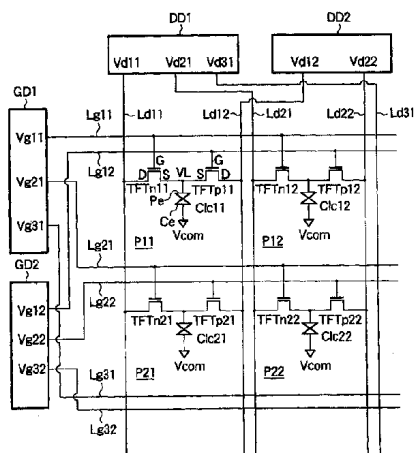 DD1 DD2
Vd11 Vd21 Vd31 Vd12 Vd22
GD1
Lg11 Ld11 Ld12 Ld21 Ld22 Ld31
Vg11
Lg12 G G
D S VL S D
TFTn11 TFTp11 TFTn12 TFTp12
Vg21 Pe Clc11 Clc12
Ce
Vcom Vcom
Vg31 Lg21 P11 P12
GD2
Vg12 Lg22
TFTn21 TFTp21 TFTn22 TFTp22
Vg22 Clc21 Clc22
Vg32 Lg31 P21 Vcom P22 Vcom
Lg32